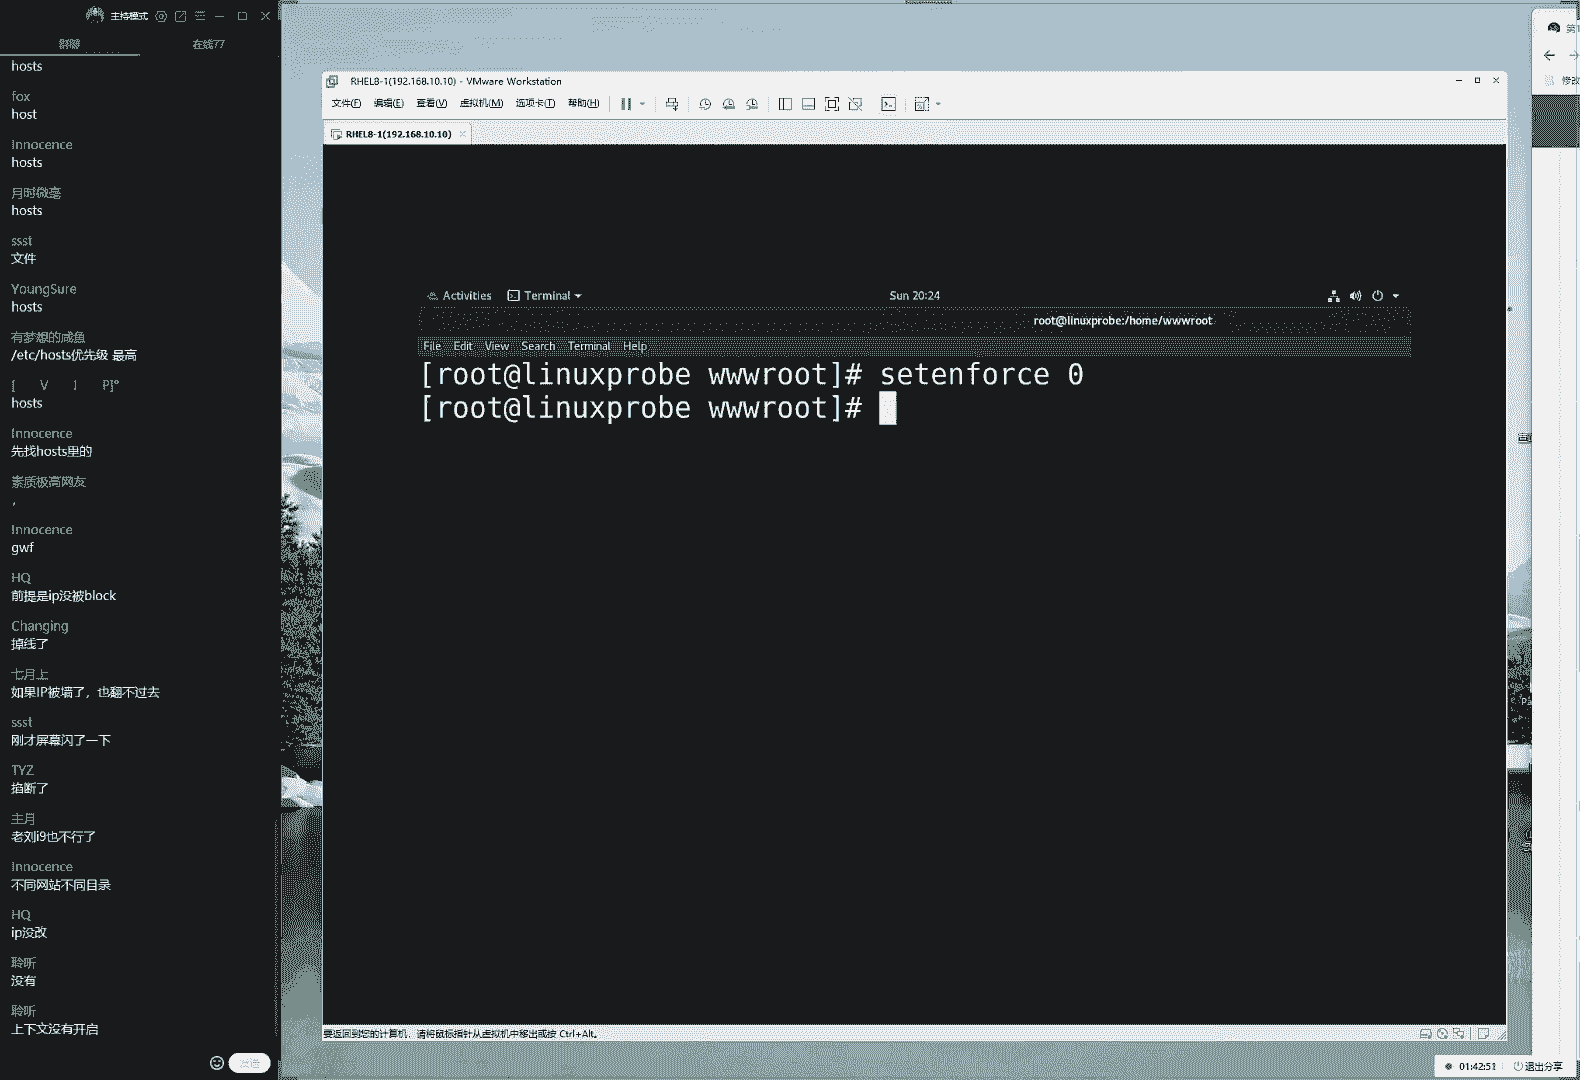 主持模式
群聊
在线77
hosts
fox
host
Innocence
hosts
月时微毫
hosts
ssst
文件
YoungSure
hosts
有梦想的咸鱼
/etc/hosts优先级 最高
hosts
Innocence
先找hosts里的
素质极高网友
,
Innocence
gwf
HQ
前提是ip没被block
Changing
掉线了
七月上
如果IP被墙了，也翻不过去
ssst
刚才屏幕闪了一下
TYZ
掐断了
主月
老刘i9也不行了
Innocence
不同网站不同目录
HQ
ip没改
聆听
没有
聆听
上下文没有开启
发送
RHEL8-1(192.168.10.10) - VMware Workstation
文件(F) 编辑(E) 查看(V) 虚拟机(M) 选项卡(T) 帮助(H)
RHEL8-1(192.168.10.10)
Activities Terminal Sun 20:24
root@linuxprobe:/home/wwwroot
File Edit View Search Terminal Help
[root@linuxprobe wwwroot]# setenforce 0
[root@linuxprobe wwwroot]#
要返回到您的计算机，请将鼠标指针从虚拟机中移出或按 Ctrl+Alt。
修改
01:42:51 退出分享